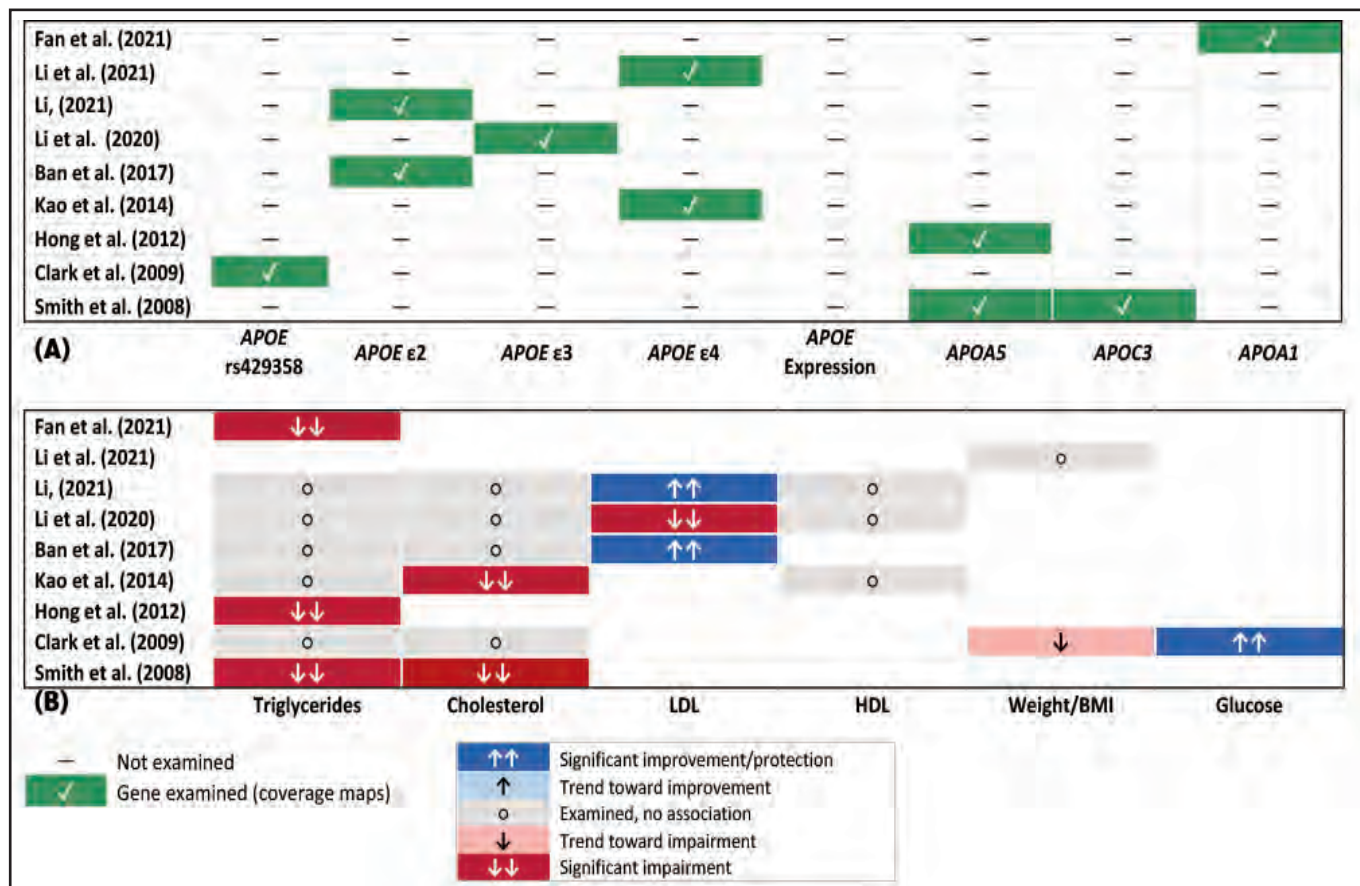 Fan et al. (2021) — — — — — — — ✓
Li et al. (2021) — — — ✓ — — — —
Li, (2021) — ✓ — — — — — —
Li et al. (2020) — — ✓ — — — — —
Ban et al. (2017) — ✓ — — — — — —
Kao et al. (2014) — — — ✓ — — — —
Hong et al. (2012) — — — — — ✓ — —
Clark et al. (2009) ✓ — — — — — — —
Smith et al. (2008) — — — — — ✓ ✓ —
(A) APOE rs429358 APOE ε2 APOE ε3 APOE ε4 APOE Expression APOA5 APOC3 APOA1
Fan et al. (2021) ↓↓
Li et al. (2021) o
Li, (2021) o o ↑↑ o
Li et al. (2020) o o ↓↓ o
Ban et al. (2017) o o ↑↑
Kao et al. (2014) o ↓↓ o
Hong et al. (2012) ↓↓
Clark et al. (2009) o o ↓ ↑↑
Smith et al. (2008) ↓↓ ↓↓
(B) Triglycerides Cholesterol LDL HDL Weight/BMI Glucose
— Not examined
✓ Gene examined (coverage maps)
↑↑ Significant improvement/protection
↑ Trend toward improvement
o Examined, no association
↓ Trend toward impairment
↓↓ Significant impairment